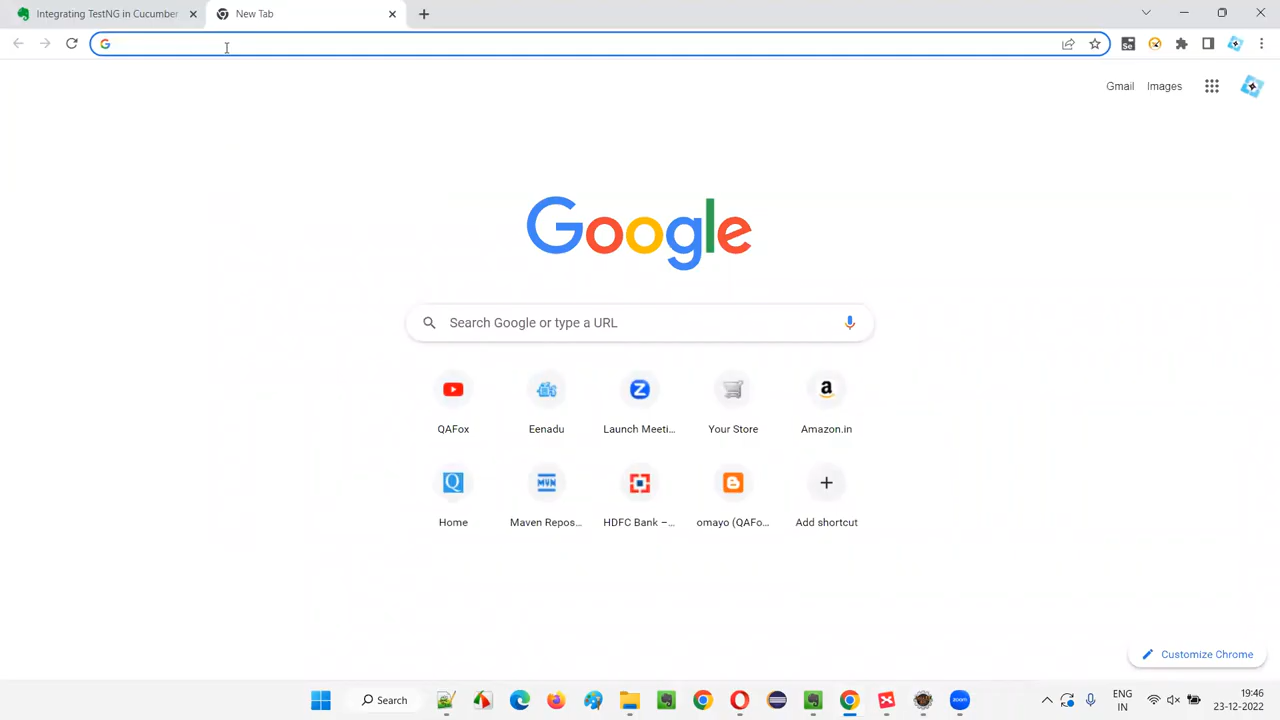 Integrating TestNG in Cucumber
New Tab
Gmail
Images
Google
Search Google or type a URL
QAFox
Eenadu
Launch Meeti...
Your Store
Amazon.in
Home
Maven Repos...
HDFC Bank –...
omayo (QAFo...
Add shortcut
Customize Chrome
Search
ENG
IN
19:46
23-12-2022